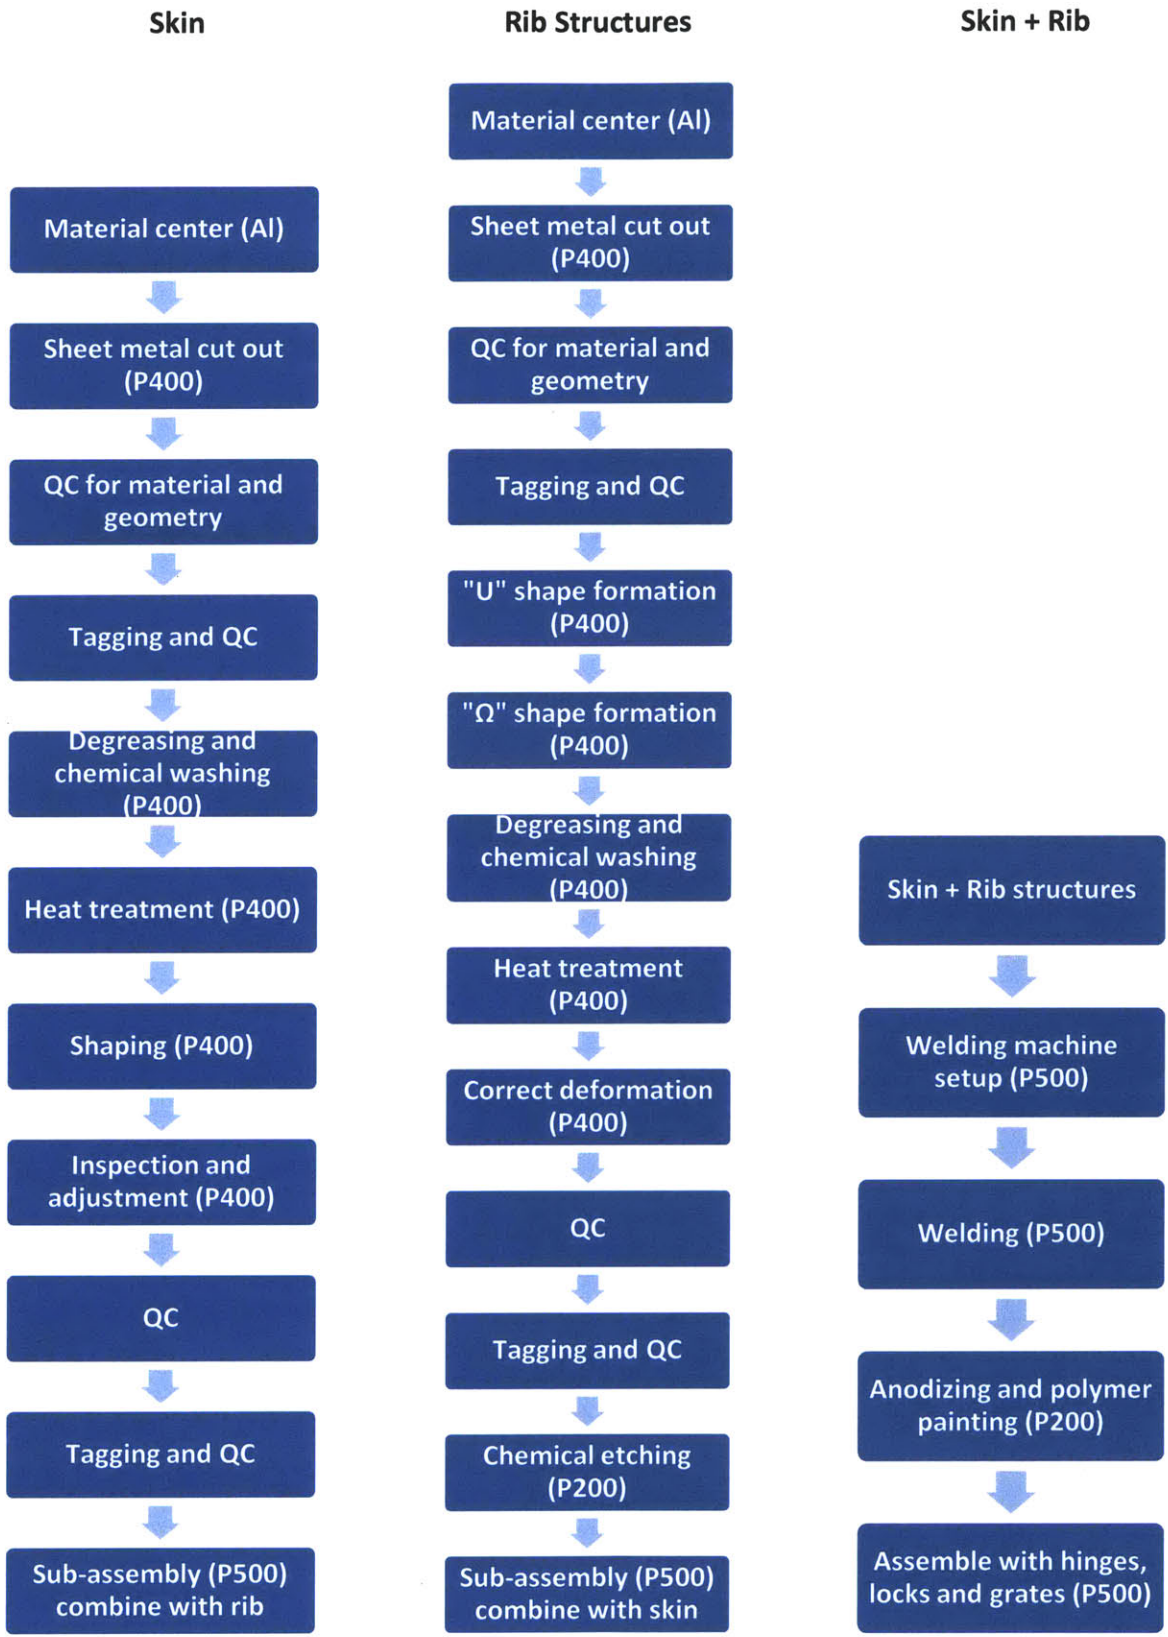 Skin
Material center (Al)
Sheet metal cut out
(P400)
QC for material and
geometry
Tagging and QC
Degreasing and
chemical washing
(P400)
Heat treatment (P400)
Shaping (P400)
Inspection and
adjustment (P400)
QC
Tagging and QC
Sub-assembly (P500)
combine with rib
Rib Structures
Material center (Al)
Sheet metal cut out
(P400)
QC for material and
geometry
Tagging and QC
"U" shape formation
(P400)
"Ω" shape formation
(P400)
Degreasing and
chemical washing
(P400)
Heat treatment
(P400)
Correct deformation
(P400)
QC
Tagging and QC
Chemical etching
(P200)
Sub-assembly (P500)
combine with skin
Skin + Rib
Skin + Rib structures
Welding machine
setup (P500)
Welding (P500)
Anodizing and polymer
painting (P200)
Assemble with hinges,
locks and grates (P500)